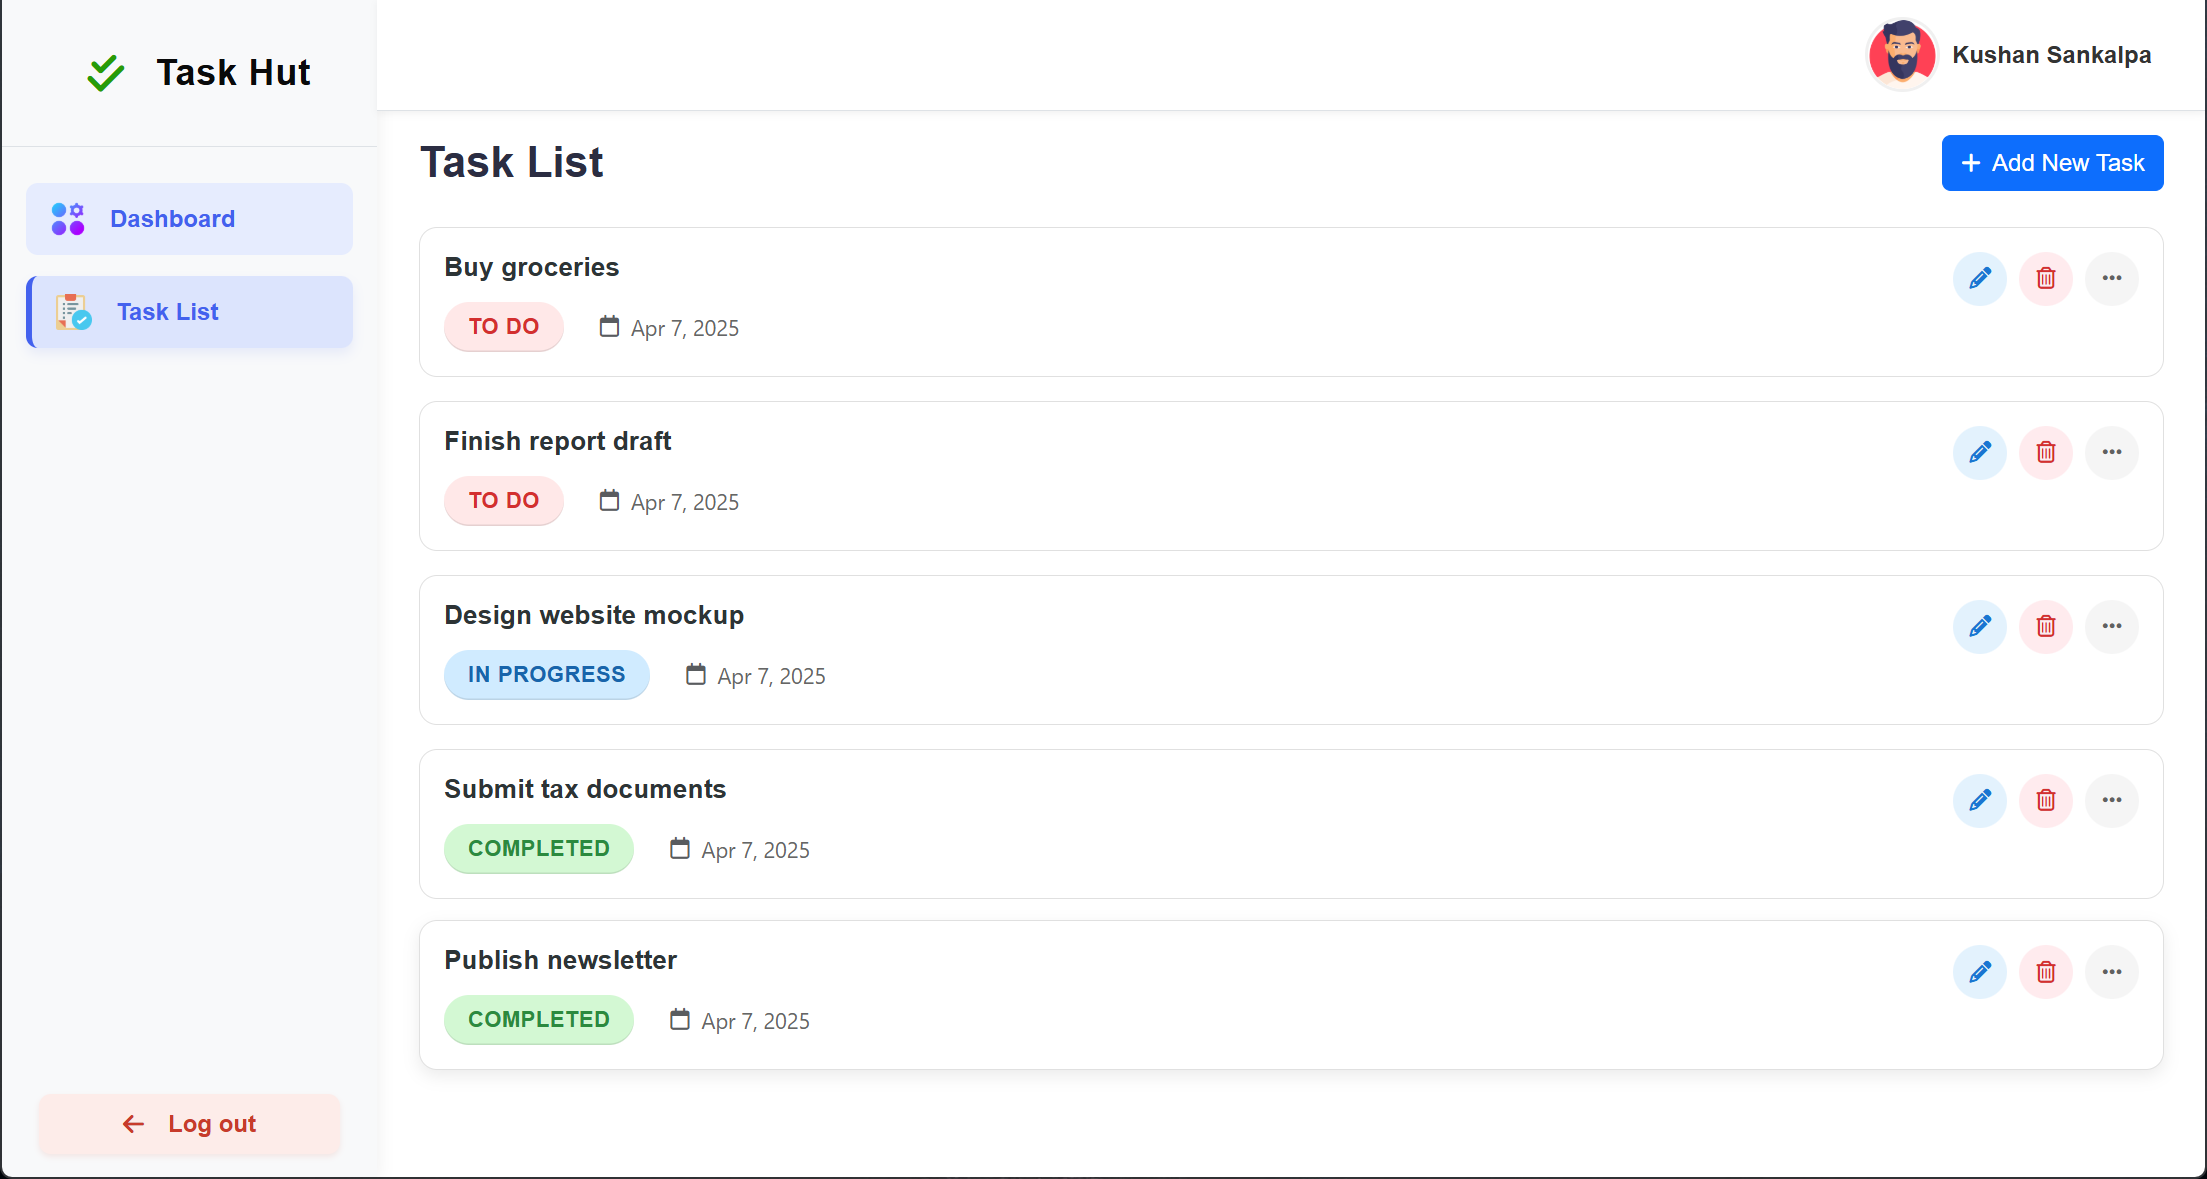 Task Hut
Kushan Sankalpa
Dashboard
Task List
Log out
Task List
Add New Task
Buy groceries
TO DO Apr 7, 2025
Finish report draft
TO DO Apr 7, 2025
Design website mockup
IN PROGRESS Apr 7, 2025
Submit tax documents
COMPLETED Apr 7, 2025
Publish newsletter
COMPLETED Apr 7, 2025